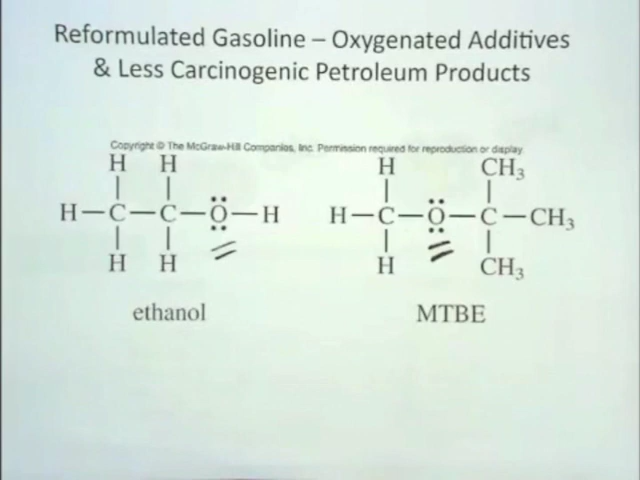 Reformulated Gasoline – Oxygenated Additives
& Less Carcinogenic Petroleum Products
Copyright © The McGraw-Hill Companies, Inc. Permission required for reproduction or display.
H H
H—C—C—Ö—H
H H
ethanol
H CH₃
H—C—Ö—C—CH₃
H CH₃
MTBE